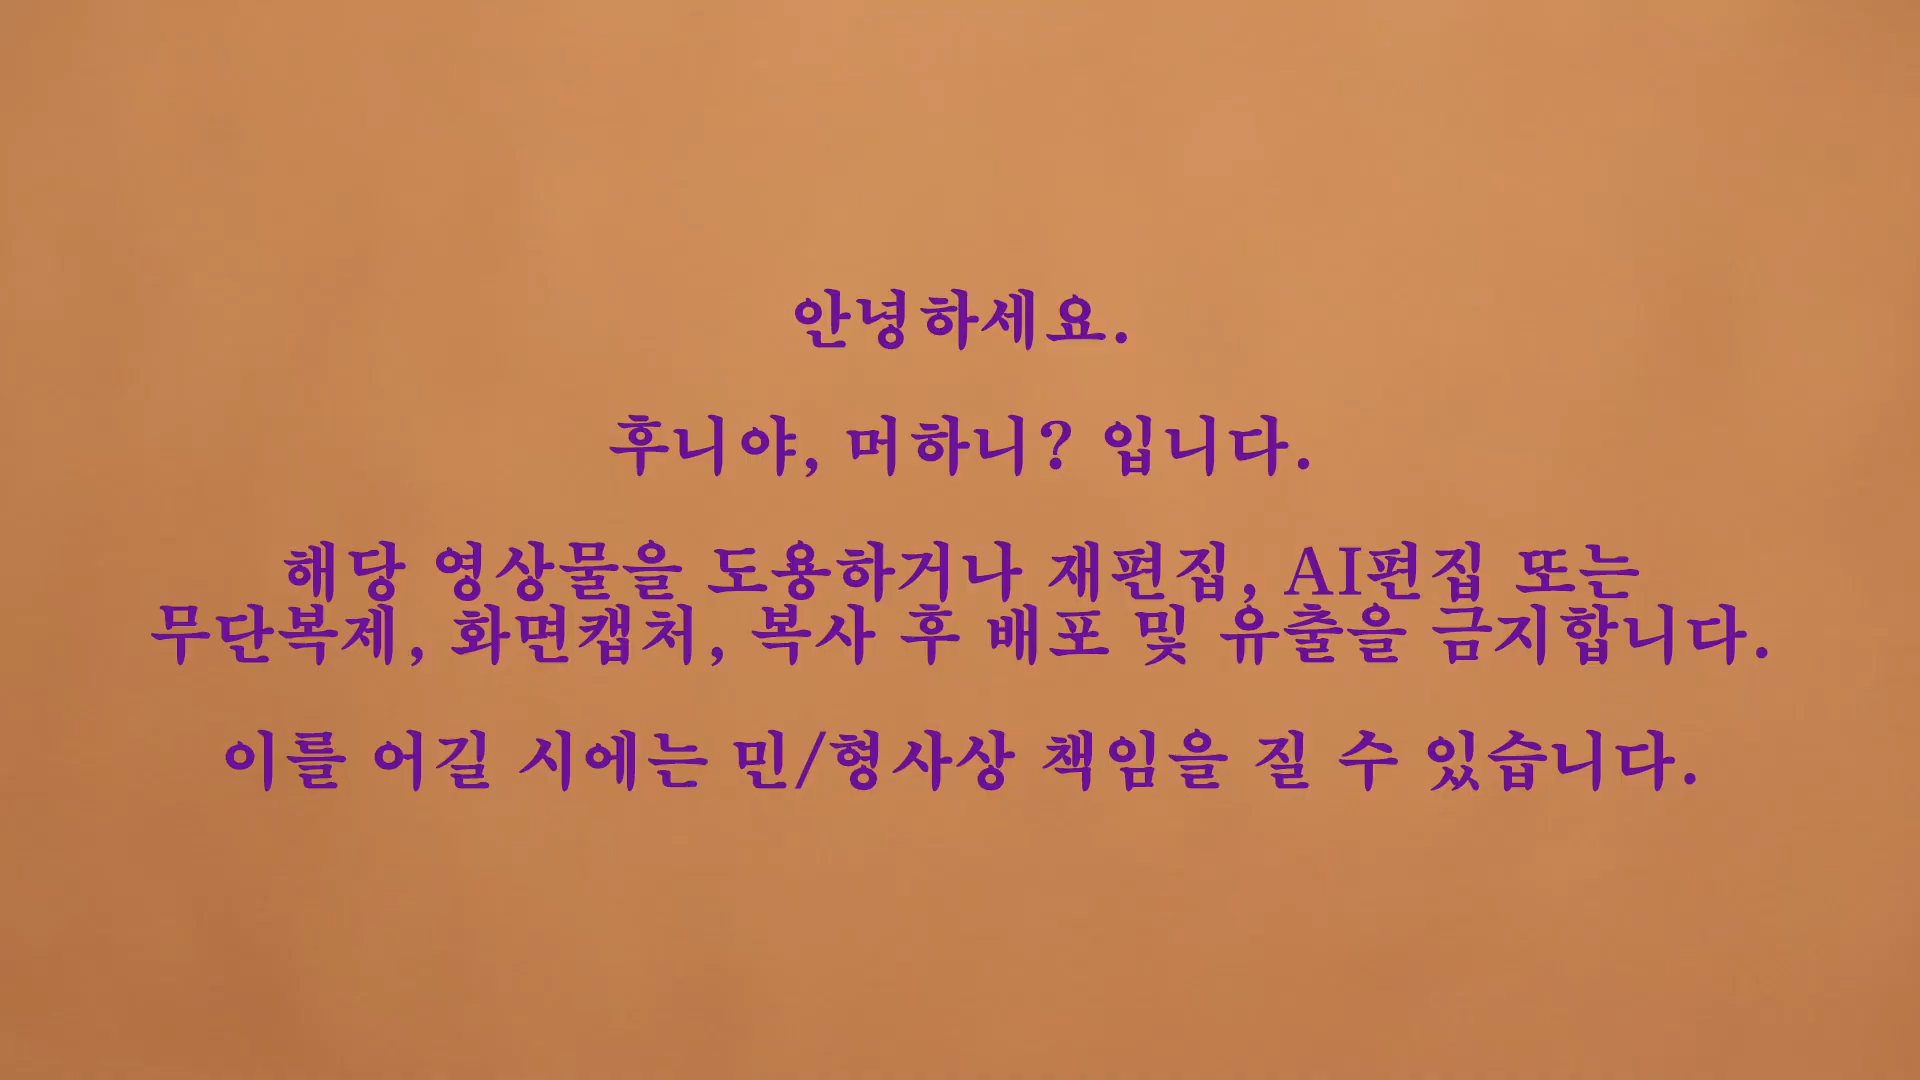 안녕하세요.
후니야, 머하니? 입니다.
해당 영상물을 도용하거나 재편집, AI편집 또는
무단복제, 화면캡처, 복사 후 배포 및 유출을 금지합니다.
이를 어길 시에는 민/형사상 책임을 질 수 있습니다.